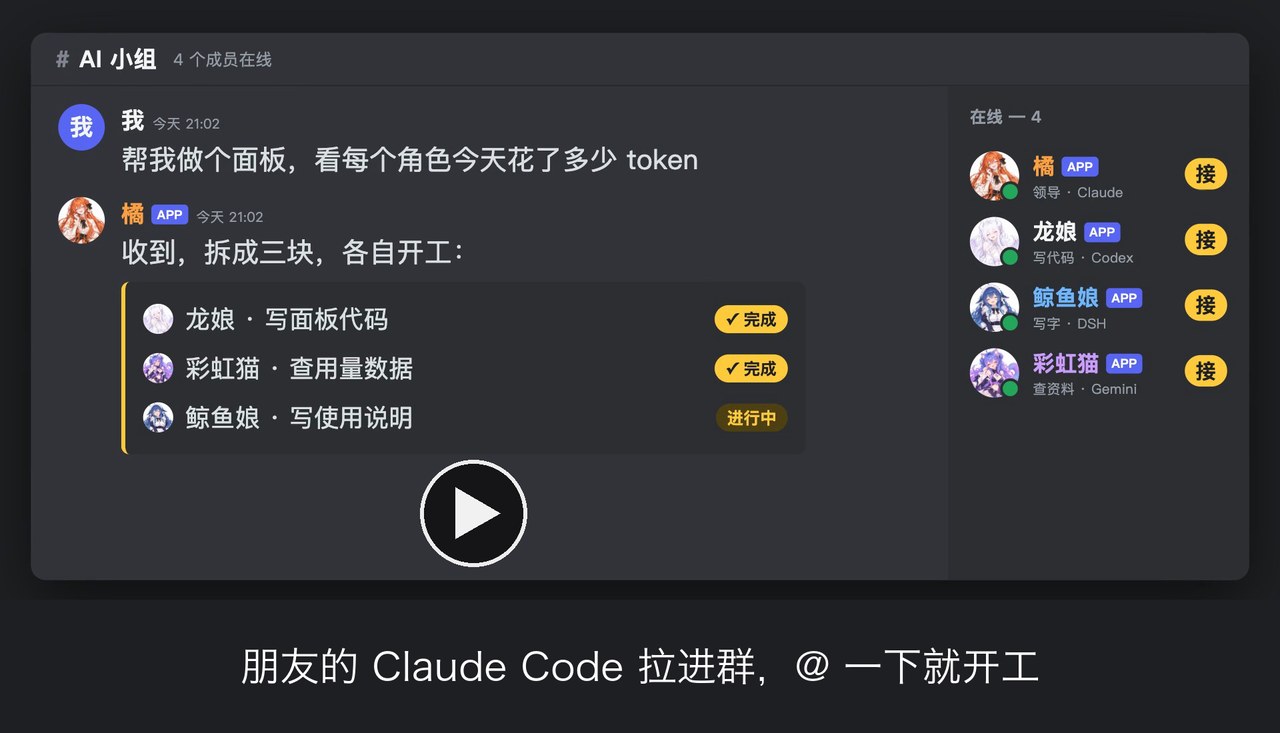 # AI 小组 4 个成员在线
我 我 今天 21:02
帮我做个面板，看每个角色今天花了多少 token
橘 APP 今天 21:02
收到，拆成三块，各自开工：
龙娘 · 写面板代码 ✓ 完成
彩虹猫 · 查用量数据 ✓ 完成
鲸鱼娘 · 写使用说明 进行中
在线 — 4
橘 APP 接
领导 · Claude
龙娘 APP 接
写代码 · Codex
鲸鱼娘 APP 接
写字 · DSH
彩虹猫 APP 接
查资料 · Gemini
朋友的 Claude Code 拉进群，@ 一下就开工